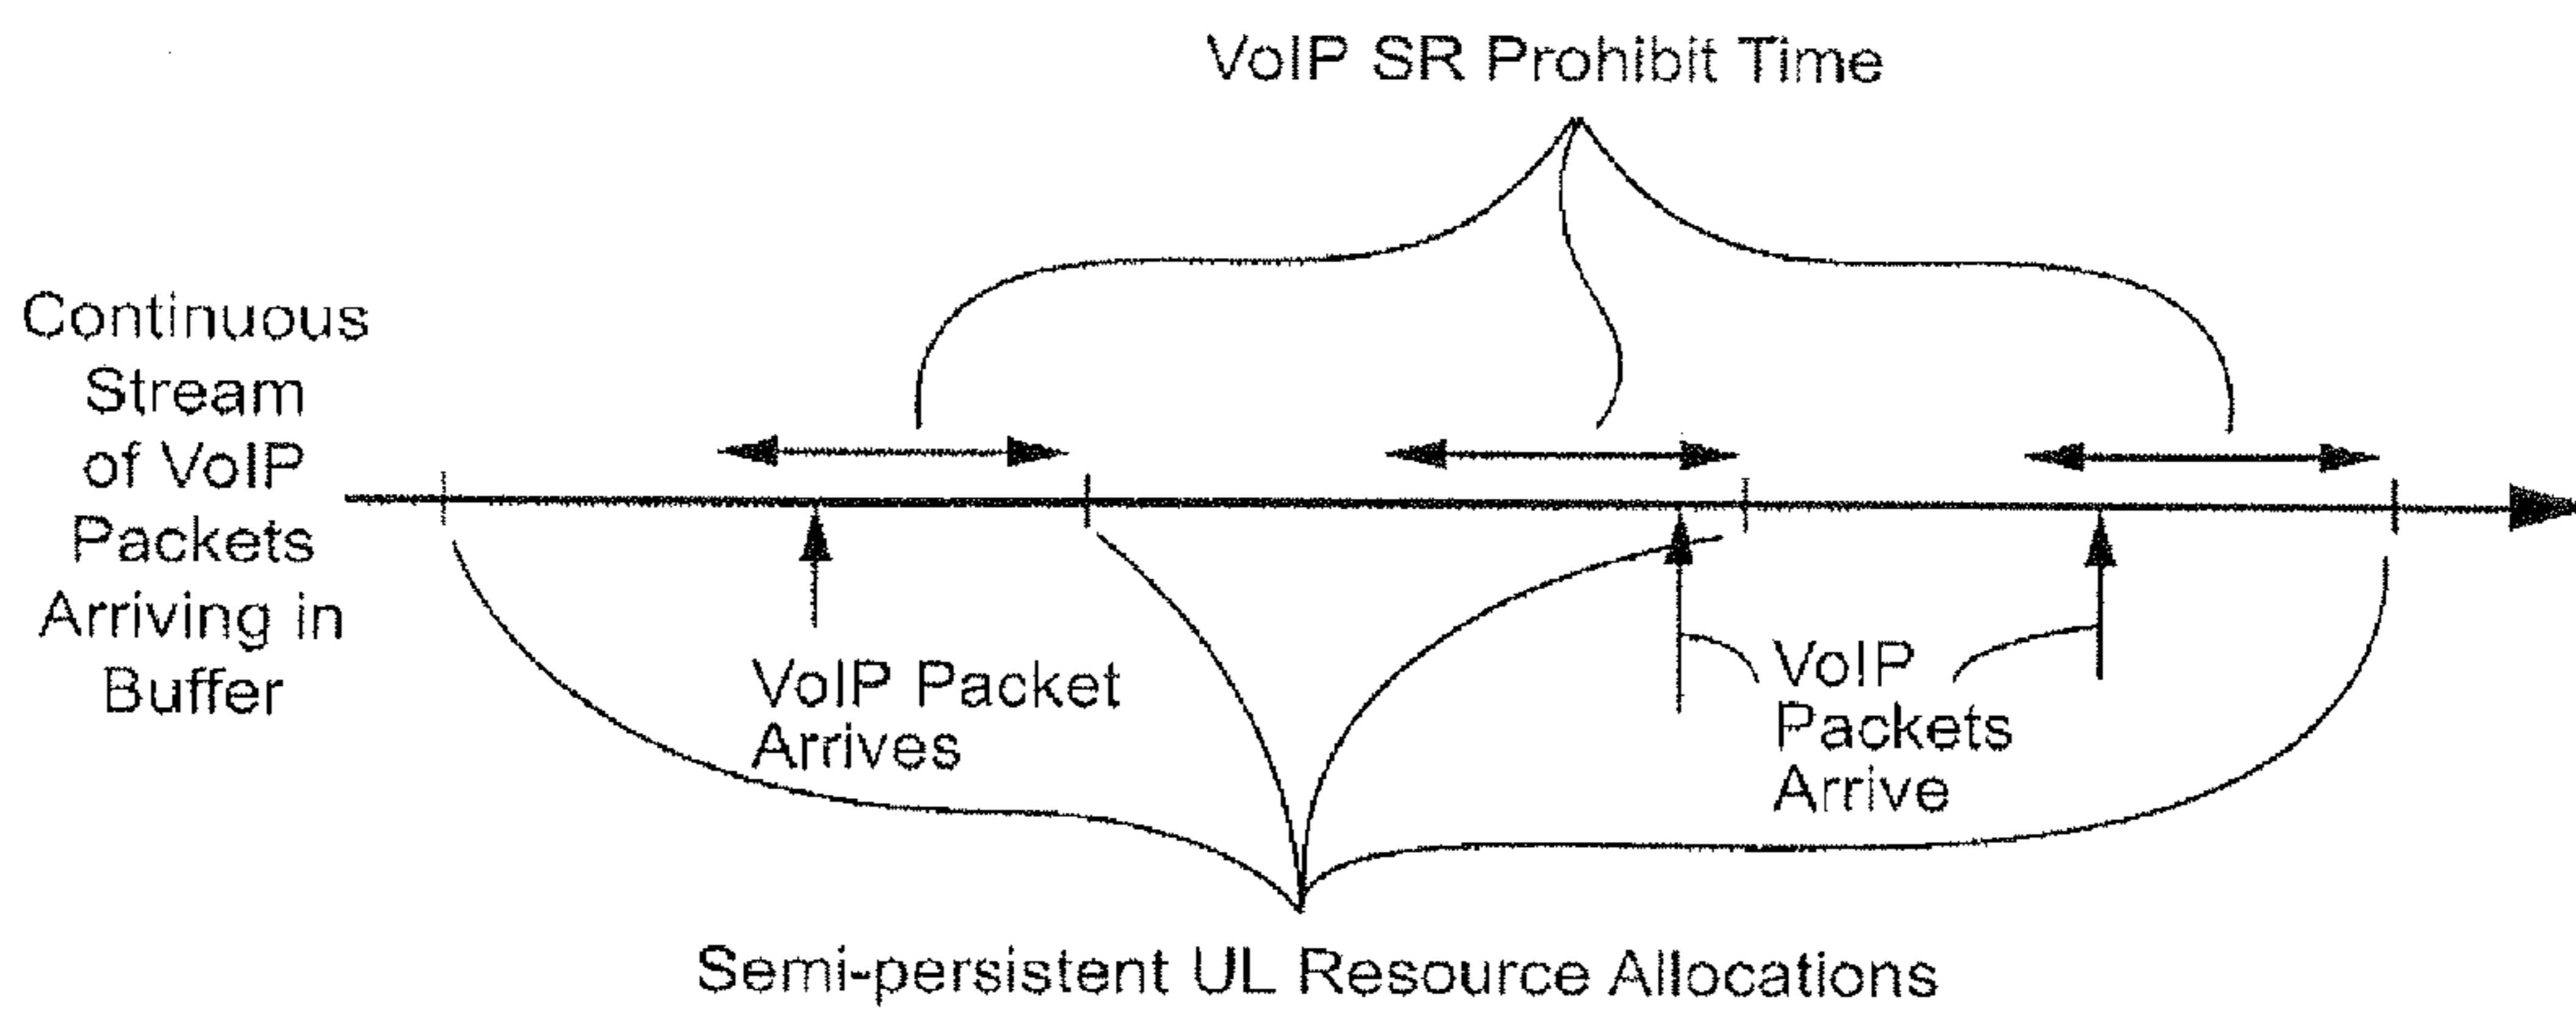 VoIP SR Prohibit Time
Continuous
Stream
of VoIP
Packets
Arriving in
Buffer
VoIP Packet
Arrives
VoIP
Packets
Arrive
Semi-persistent UL Resource Allocations